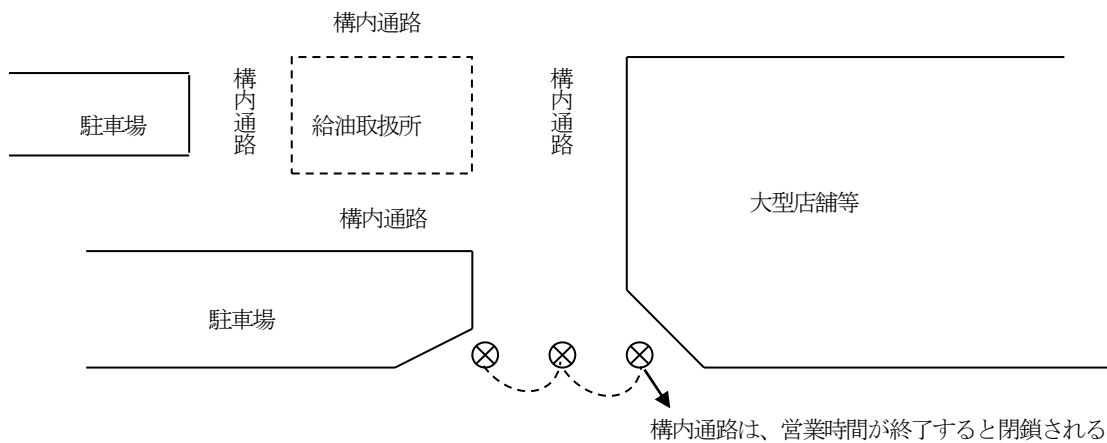 構内通路
構内通路
構内通路
駐車場
給油取扱所
大型店舗等
構内通路
駐車場
構内通路は、営業時間が終了すると閉鎖される